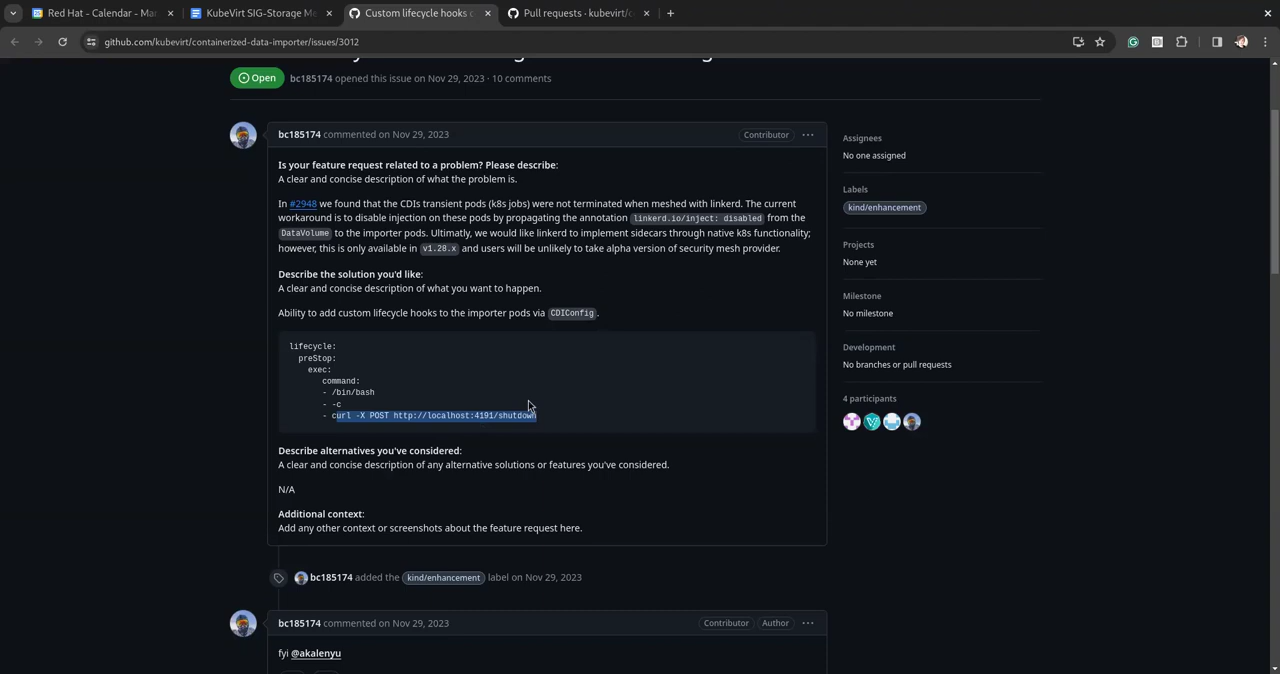 Red Hat - Calendar - Mar
KubeVirt SIG-Storage Me
Custom lifecycle hooks o
Pull requests · kubevirt/c
github.com/kubevirt/containerized-data-importer/issues/3012
Open
bc185174 opened this issue on Nov 29, 2023 · 10 comments
bc185174 commented on Nov 29, 2023
Contributor
Is your feature request related to a problem? Please describe:
A clear and concise description of what the problem is.
In #2948 we found that the CDIs transient pods (k8s jobs) were not terminated when meshed with linkerd. The current
workaround is to disable injection on these pods by propagating the annotation linkerd.io/inject: disabled from the
DataVolume to the importer pods. Ultimatly, we would like linkerd to implement sidecars through native k8s functionality;
however, this is only available in v1.28.x and users will be unlikely to take alpha version of security mesh provider.
Describe the solution you'd like:
A clear and concise description of what you want to happen.
Ability to add custom lifecycle hooks to the importer pods via CDIConfig.
lifecycle:
preStop:
exec:
command:
- /bin/bash
- -c
- curl -X POST http://localhost:4191/shutdown
Describe alternatives you've considered:
A clear and concise description of any alternative solutions or features you've considered.
N/A
Additional context:
Add any other context or screenshots about the feature request here.
bc185174 added the kind/enhancement label on Nov 29, 2023
bc185174 commented on Nov 29, 2023
Contributor
Author
fyi @akalenyu
Assignees
No one assigned
Labels
kind/enhancement
Projects
None yet
Milestone
No milestone
Development
No branches or pull requests
4 participants